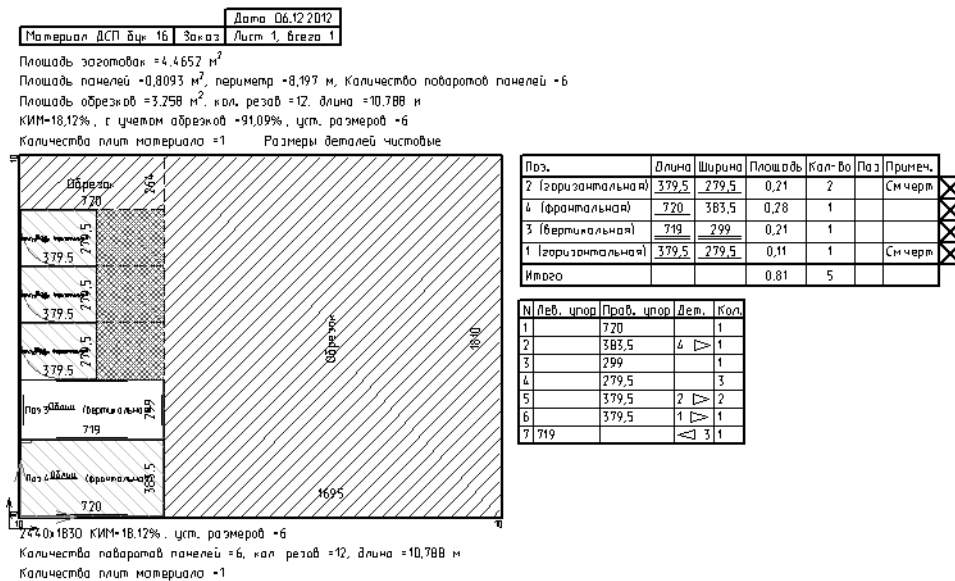 Дата 06.12.2012
Материал ДСП бук 16 Заказ Лист 1, всего 1
Площадь заготовок =4.4652 м²
Площадь панелей =0,8093 м², периметр =8,197 м, Количество поворотов панелей =6
Площадь обрезков =3.258 м², кол. резов =12, длина =10.788 м
КИМ=18,12%, с учетом обрезков =91,09%, уст. размеров =6
Количество плит материала =1 Размеры деталей чистовые
10 10
Обрезок 264
720
279,5
379.5
279,5
379.5
279,5
379.5
Обрезок
1810
Поз 3 (вертикальная) 299
719
Поз 4 (фронтальная) 383,5
720
1695
10 10
2440x1830 КИМ=18.12%, уст. размеров =6
Количество поворотов панелей =6, кол резов =12, длина =10,788 м
Количество плит материала =1
Поз. Длина Ширина Площадь Кол-во Паз Примеч.
2 (горизонтальная) 379,5 279,5 0,21 2 См черт
4 (фронтальная) 720 383,5 0,28 1
3 (вертикальная) 719 299 0,21 1
1 (горизонтальная) 379,5 279,5 0,11 1 См черт
Итого 0.81 5
N Лев. упор Прав. упор Дет. Кол.
1 720 1
2 383,5 4 1
3 299 1
4 279,5 3
5 379,5 2 2
6 379,5 1 1
7 719 3 1